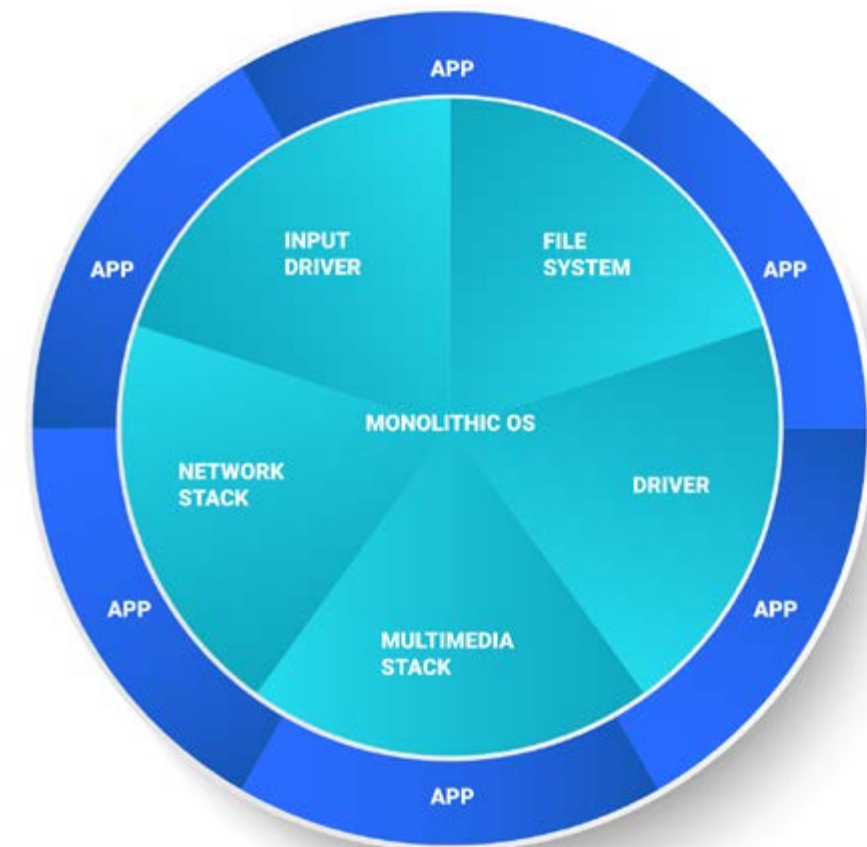 APP
INPUT
DRIVER
FILE
SYSTEM
APP
APP
MONOLITHIC OS
NETWORK
STACK
DRIVER
APP
APP
MULTIMEDIA
STACK
APP